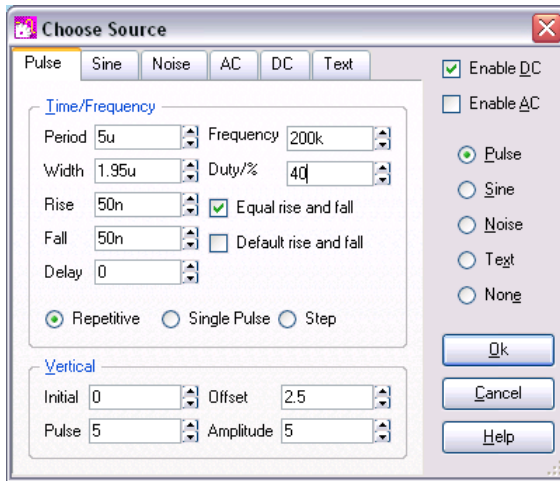 Choose Source
Pulse Sine Noise AC DC Text
Enable DC
Enable AC
Time/Frequency
Period 5u Frequency 200k
Width 1.95u Duty/% 40
Rise 50n Equal rise and fall
Fall 50n Default rise and fall
Delay 0
Repetitive Single Pulse Step
Pulse
Sine
Noise
Text
None
Vertical
Initial 0 Offset 2.5
Pulse 5 Amplitude 5
Ok
Cancel
Help